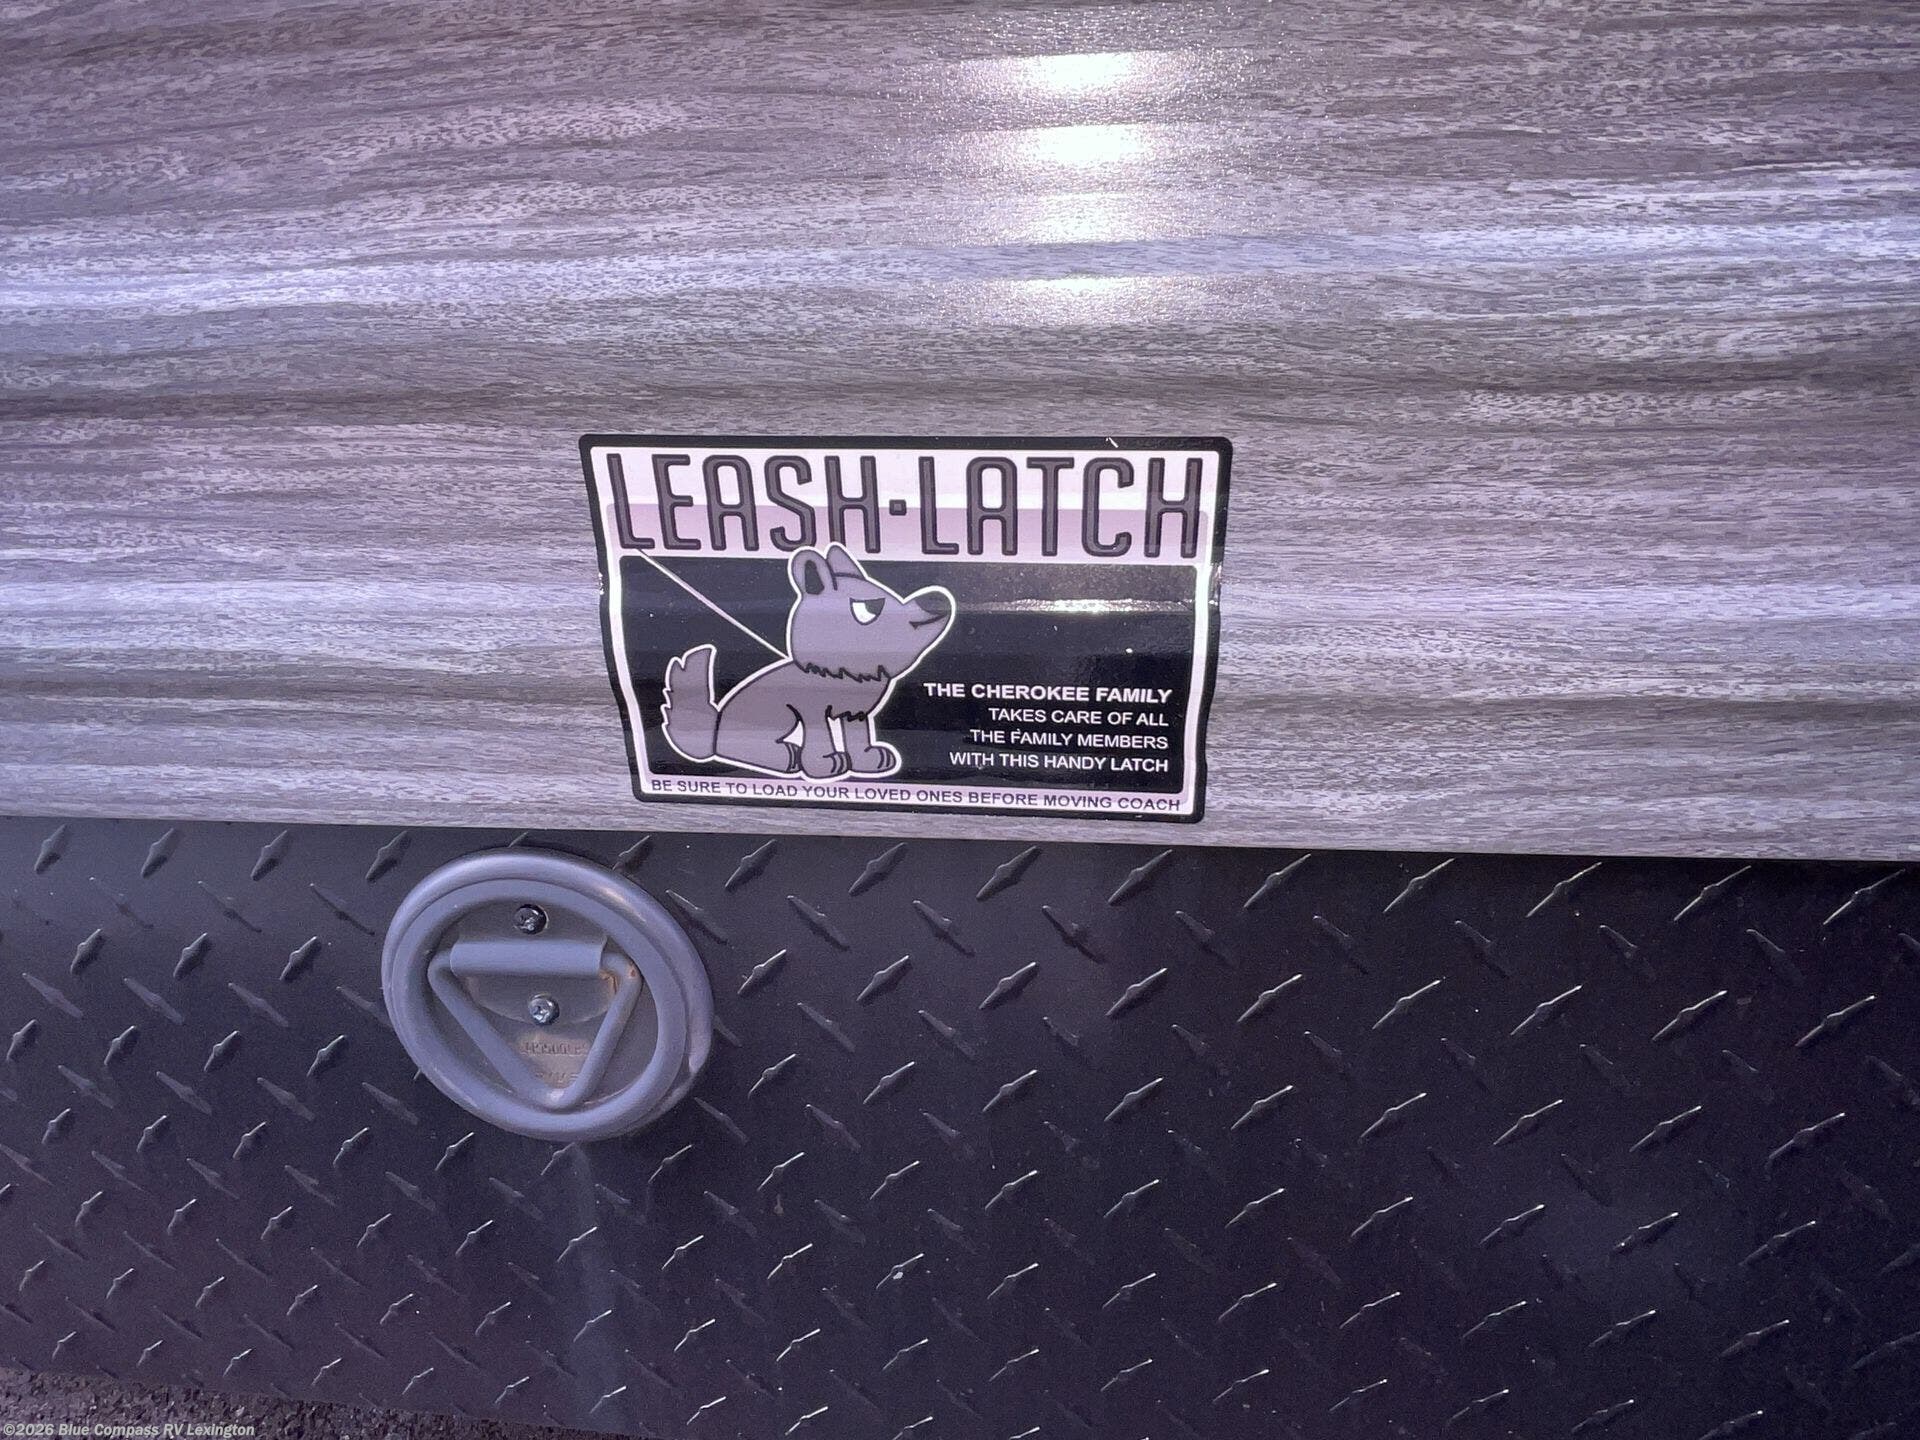 LEASH·LATCH
THE CHEROKEE FAMILY
TAKES CARE OF ALL
THE FAMILY MEMBERS
WITH THIS HANDY LATCH
BE SURE TO LOAD YOUR LOVED ONES BEFORE MOVING COACH
©2026 Blue Compass RV Lexington